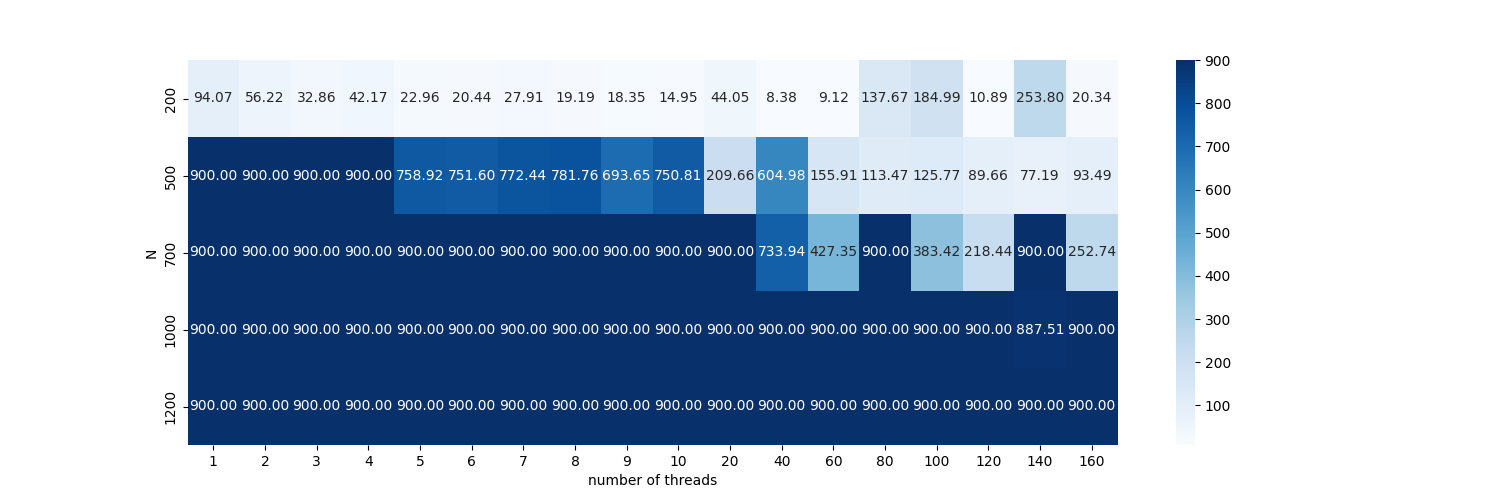 900
200 94.07 56.22 32.86 42.17 22.96 20.44 27.91 19.19 18.35 14.95 44.05 8.38 9.12 137.67 184.99 10.89 253.80 20.34
800
700
500 900.00 900.00 900.00 900.00 758.92 751.60 772.44 781.76 693.65 750.81 209.66 604.98 155.91 113.47 125.77 89.66 77.19 93.49
600
500
N
700 900.00 900.00 900.00 900.00 900.00 900.00 900.00 900.00 900.00 900.00 900.00 733.94 427.35 900.00 383.42 218.44 900.00 252.74
400
300
1000 900.00 900.00 900.00 900.00 900.00 900.00 900.00 900.00 900.00 900.00 900.00 900.00 900.00 900.00 900.00 900.00 887.51 900.00
200
1200 900.00 900.00 900.00 900.00 900.00 900.00 900.00 900.00 900.00 900.00 900.00 900.00 900.00 900.00 900.00 900.00 900.00 900.00
100
1 2 3 4 5 6 7 8 9 10 20 40 60 80 100 120 140 160
number of threads